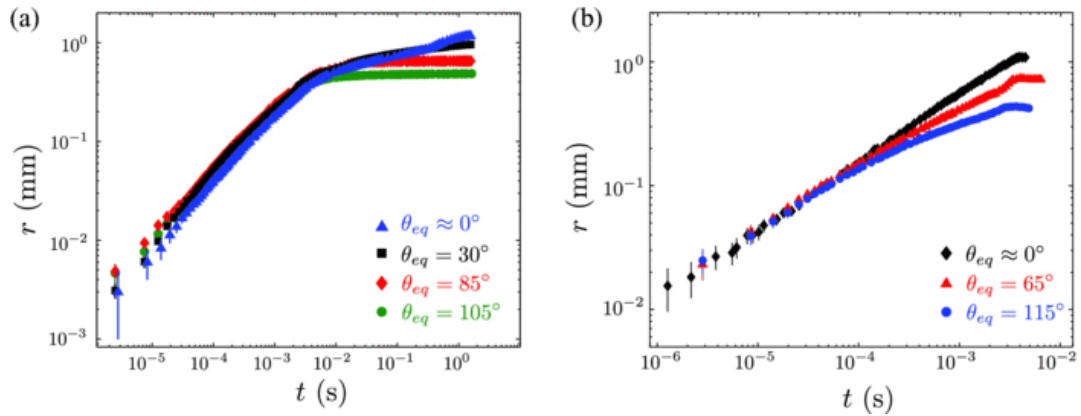 (a)
r (mm)
10^0
10^-1
10^-2
10^-3
θ_eq ≈ 0°
θ_eq = 30°
θ_eq = 85°
θ_eq = 105°
10^-5 10^-4 10^-3 10^-2 10^-1 10^0
t (s)
(b)
r (mm)
10^0
10^-1
10^-2
θ_eq ≈ 0°
θ_eq = 65°
θ_eq = 115°
10^-6 10^-5 10^-4 10^-3 10^-2
t (s)